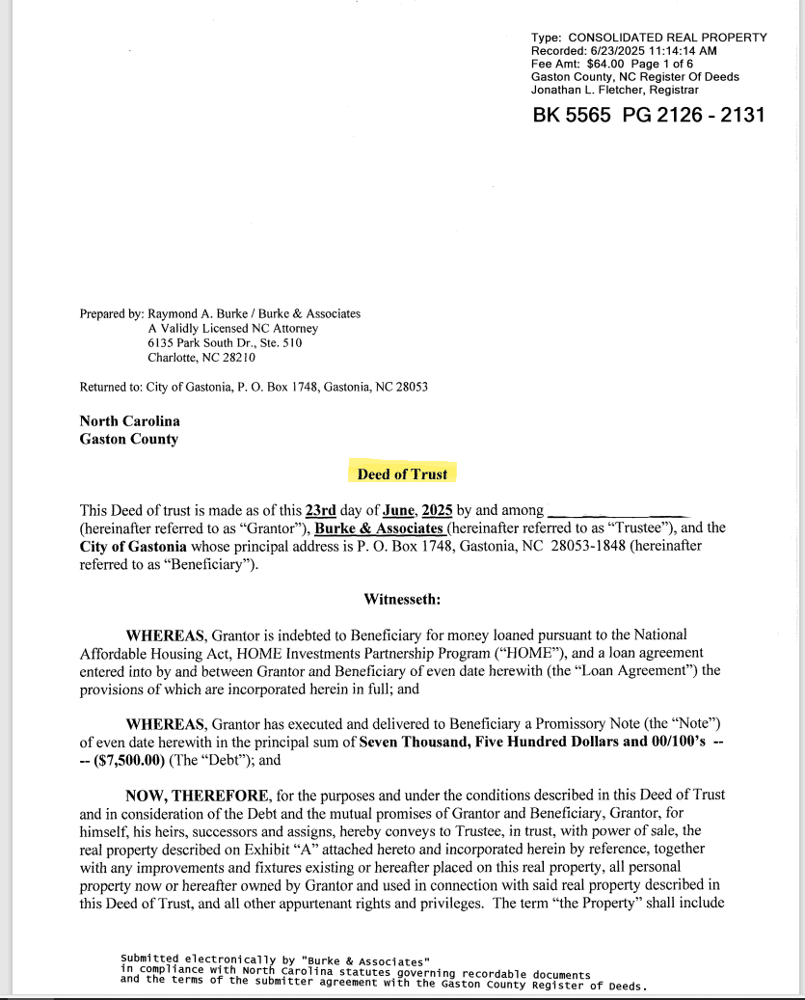 Type: CONSOLIDATED REAL PROPERTY
Recorded: 6/23/2025 11:14:14 AM
Fee Amt: $64.00 Page 1 of 6
Gaston County, NC Register Of Deeds
Jonathan L. Fletcher, Registrar
BK 5565 PG 2126 - 2131
Prepared by: Raymond A. Burke / Burke & Associates
A Validly Licensed NC Attorney
6135 Park South Dr., Ste. 510
Charlotte, NC 28210
Returned to: City of Gastonia, P. O. Box 1748, Gastonia, NC 28053
North Carolina
Gaston County
Deed of Trust
This Deed of trust is made as of this 23rd day of June, 2025 by and among ____________________
(hereinafter referred to as “Grantor”), Burke & Associates (hereinafter referred to as “Trustee”), and the
City of Gastonia whose principal address is P. O. Box 1748, Gastonia, NC 28053-1848 (hereinafter
referred to as “Beneficiary”).
Witnesseth:
WHEREAS, Grantor is indebted to Beneficiary for money loaned pursuant to the National
Affordable Housing Act, HOME Investments Partnership Program (“HOME”), and a loan agreement
entered into by and between Grantor and Beneficiary of even date herewith (the “Loan Agreement”) the
provisions of which are incorporated herein in full; and
WHEREAS, Grantor has executed and delivered to Beneficiary a Promissory Note (the “Note”)
of even date herewith in the principal sum of Seven Thousand, Five Hundred Dollars and 00/100’s --
-- ($7,500.00) (The “Debt”); and
NOW, THEREFORE, for the purposes and under the conditions described in this Deed of Trust
and in consideration of the Debt and the mutual promises of Grantor and Beneficiary, Grantor, for
himself, his heirs, successors and assigns, hereby conveys to Trustee, in trust, with power of sale, the
real property described on Exhibit “A” attached hereto and incorporated herein by reference, together
with any improvements and fixtures existing or hereafter placed on this real property, all personal
property now or hereafter owned by Grantor and used in connection with said real property described in
this Deed of Trust, and all other appurtenant rights and privileges. The term “the Property” shall include
Submitted electronically by "Burke & Associates"
in compliance with North Carolina statutes governing recordable documents
and the terms of the submitter agreement with the Gaston County Register of Deeds.